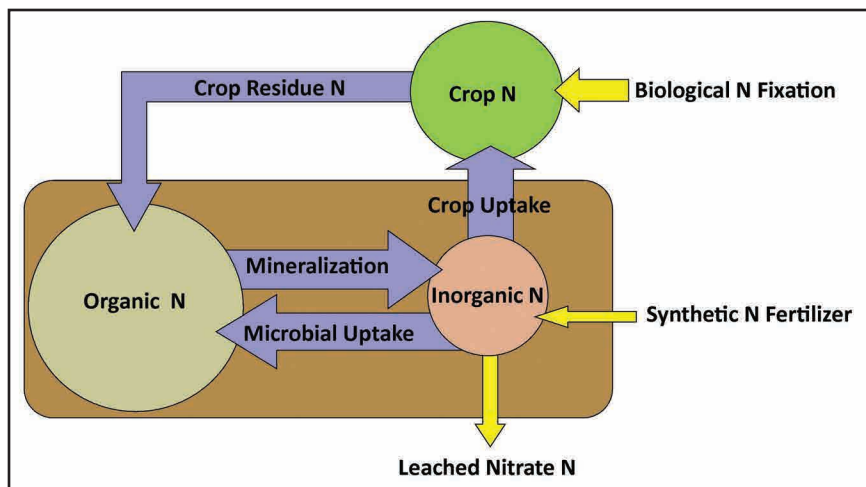 Crop Residue N
Crop N
Biological N Fixation
Crop Uptake
Mineralization
Organic N
Inorganic N
Microbial Uptake
Synthetic N Fertilizer
Leached Nitrate N